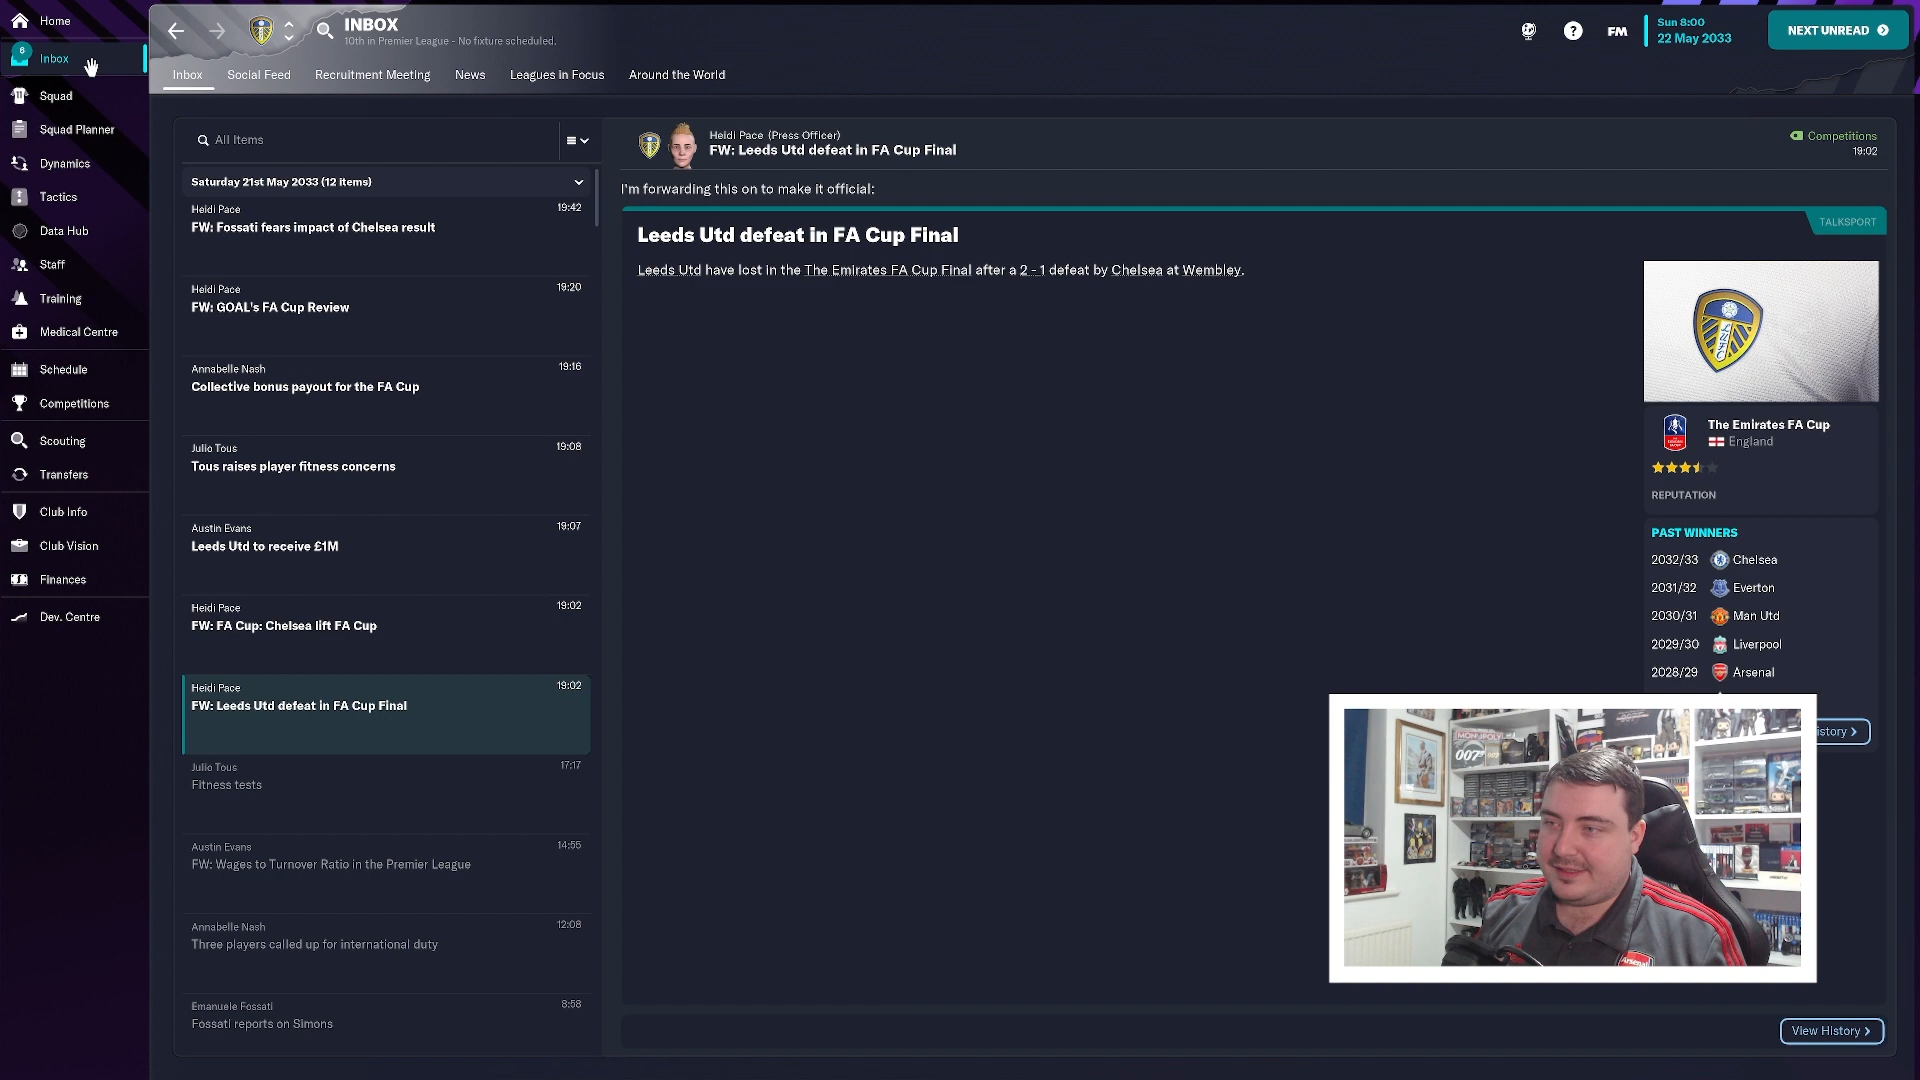 Home
6
Inbox
Squad
Squad Planner
Dynamics
Tactics
Data Hub
Staff
Training
Medical Centre
Schedule
Competitions
Scouting
Transfers
Club Info
Club Vision
Finances
Dev. Centre
INBOX
10th in Premier League - No fixture scheduled.
FM
Sun 8:00
22 May 2033
NEXT UNREAD
Inbox
Social Feed
Recruitment Meeting
News
Leagues in Focus
Around the World
All Items
Saturday 21st May 2033 (12 items)
Heidi Pace 19:42
FW: Fossati fears impact of Chelsea result
Heidi Pace 19:20
FW: GOAL's FA Cup Review
Annabelle Nash 19:16
Collective bonus payout for the FA Cup
Julio Tous 19:08
Tous raises player fitness concerns
Austin Evans 19:07
Leeds Utd to receive £1M
Heidi Pace 19:02
FW: FA Cup: Chelsea lift FA Cup
Heidi Pace 19:02
FW: Leeds Utd defeat in FA Cup Final
Julio Tous 17:17
Fitness tests
Austin Evans 14:55
FW: Wages to Turnover Ratio in the Premier League
Annabelle Nash 12:08
Three players called up for international duty
Emanuele Fossati 8:58
Fossati reports on Simons
Heidi Pace (Press Officer)
FW: Leeds Utd defeat in FA Cup Final
Competitions
19:02
I'm forwarding this on to make it official:
TALKSPORT
Leeds Utd defeat in FA Cup Final
Leeds Utd have lost in the The Emirates FA Cup Final after a 2 - 1 defeat by Chelsea at Wembley.
The Emirates FA Cup
England
REPUTATION
PAST WINNERS
2032/33 Chelsea
2031/32 Everton
2030/31 Man Utd
2029/30 Liverpool
2028/29 Arsenal
istory
MONOPOLY
007
Arsenal
View History